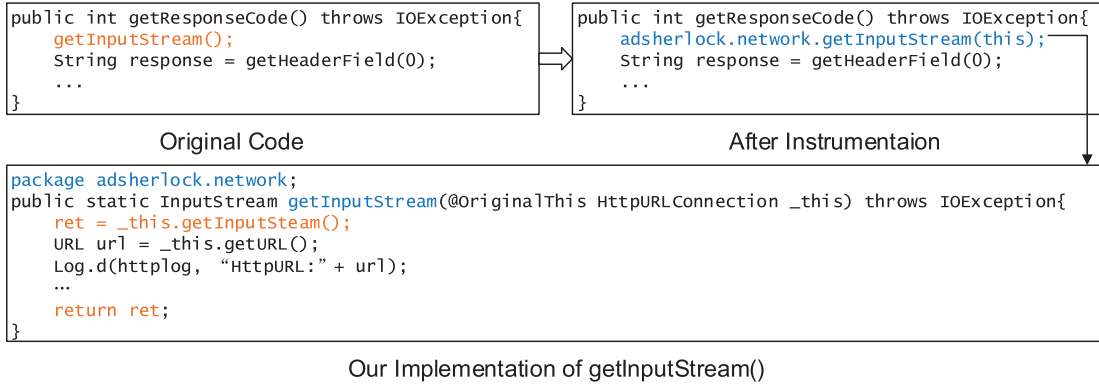 public int getResponseCode() throws IOException{
getInputStream();
String response = getHeaderField(0);
...
}
Original Code
public int getResponseCode() throws IOException{
adsherlock.network.getInputStream(this);
String response = getHeaderField(0);
...
}
After Instrumentaion
package adsherlock.network;
public static InputStream getInputStream(@OriginalThis HttpURLConnection _this) throws IOException{
ret = _this.getInputSteam();
URL url = _this.getURL();
Log.d(httplog, “HttpURL:”+ url);
…
return ret;
}
Our Implementation of getInputStream()